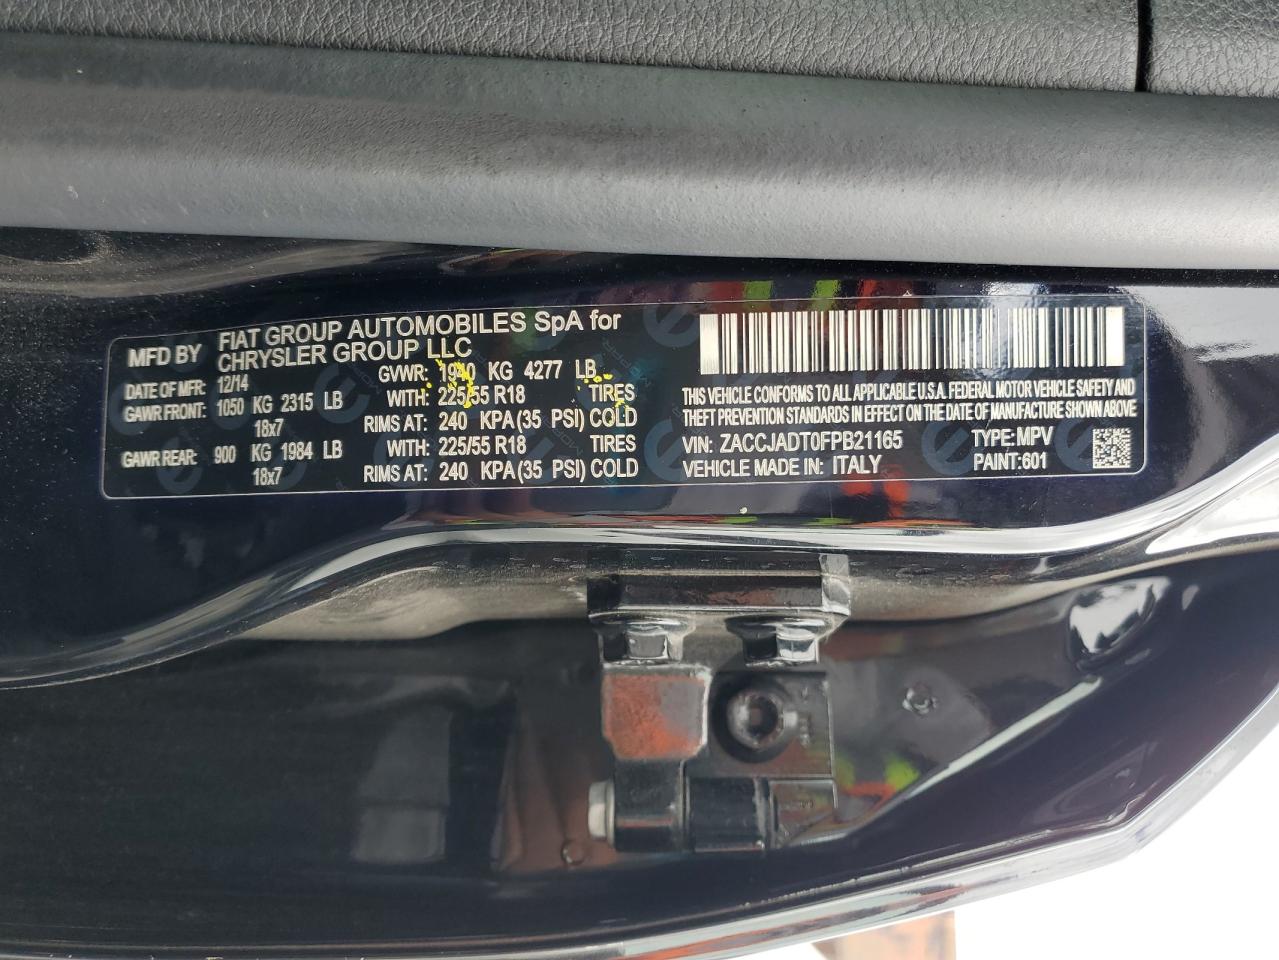 MFD BY FIAT GROUP AUTOMOBILES SpA for
CHRYSLER GROUP LLC
DATE OF MFR: 12/14 GVWR: 1940 KG 4277 LB
GAWR FRONT: 1050 KG 2315 LB WITH: 225/55 R18 TIRES
18x7 RIMS AT: 240 KPA (35 PSI) COLD
GAWR REAR: 900 KG 1984 LB WITH: 225/55 R18 TIRES
18x7 RIMS AT: 240 KPA (35 PSI) COLD
THIS VEHICLE CONFORMS TO ALL APPLICABLE U.S.A. FEDERAL MOTOR VEHICLE SAFETY AND
THEFT PREVENTION STANDARDS IN EFFECT ON THE DATE OF MANUFACTURE SHOWN ABOVE
VIN: ZACCJADT0FPB21165 TYPE: MPV
VEHICLE MADE IN: ITALY PAINT: 601